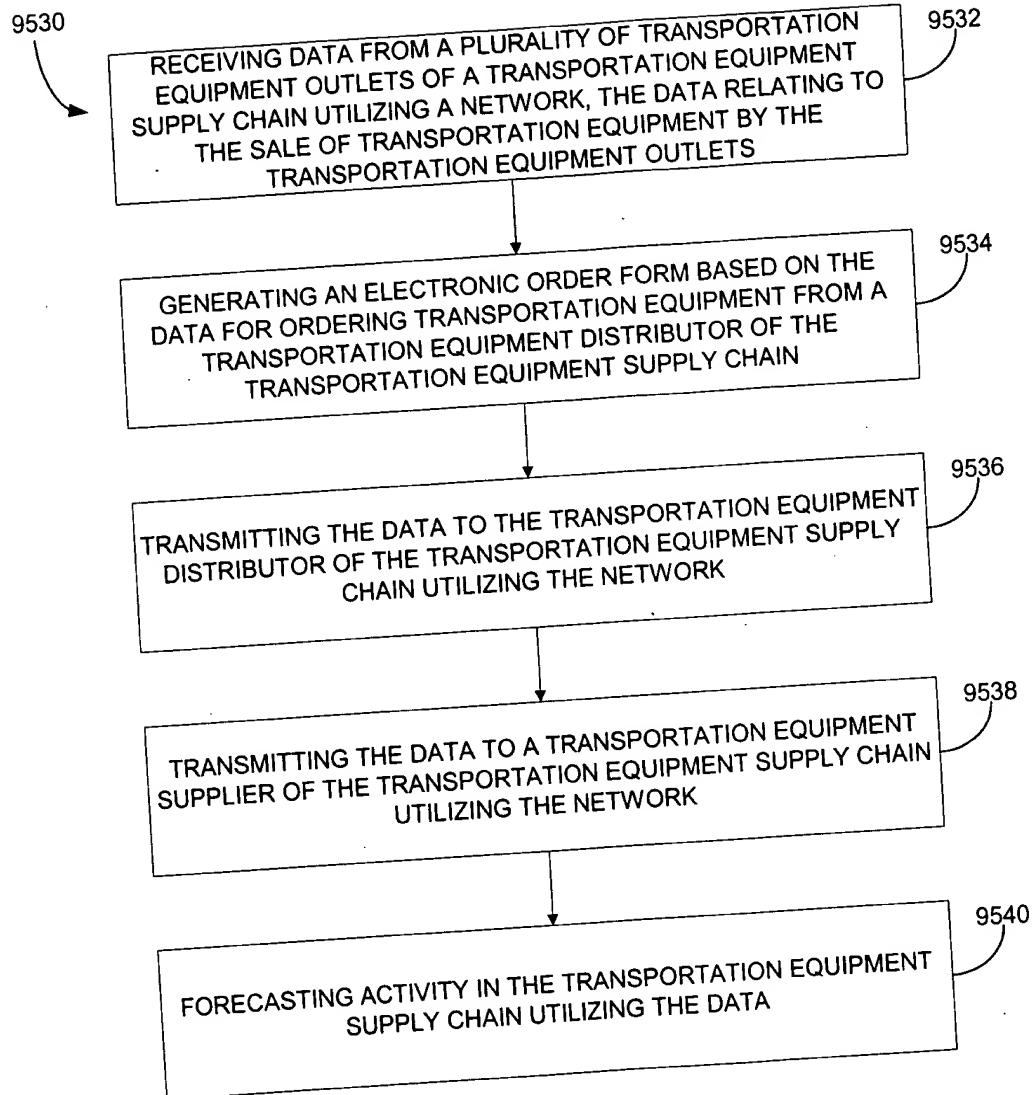 9530
9532
RECEIVING DATA FROM A PLURALITY OF TRANSPORTATION
EQUIPMENT OUTLETS OF A TRANSPORTATION EQUIPMENT
SUPPLY CHAIN UTILIZING A NETWORK, THE DATA RELATING TO
THE SALE OF TRANSPORTATION EQUIPMENT BY THE
TRANSPORTATION EQUIPMENT OUTLETS
9534
GENERATING AN ELECTRONIC ORDER FORM BASED ON THE
DATA FOR ORDERING TRANSPORTATION EQUIPMENT FROM A
TRANSPORTATION EQUIPMENT DISTRIBUTOR OF THE
TRANSPORTATION EQUIPMENT SUPPLY CHAIN
9536
TRANSMITTING THE DATA TO THE TRANSPORTATION EQUIPMENT
DISTRIBUTOR OF THE TRANSPORTATION EQUIPMENT SUPPLY
CHAIN UTILIZING THE NETWORK
9538
TRANSMITTING THE DATA TO A TRANSPORTATION EQUIPMENT
SUPPLIER OF THE TRANSPORTATION EQUIPMENT SUPPLY CHAIN
UTILIZING THE NETWORK
9540
FORECASTING ACTIVITY IN THE TRANSPORTATION EQUIPMENT
SUPPLY CHAIN UTILIZING THE DATA